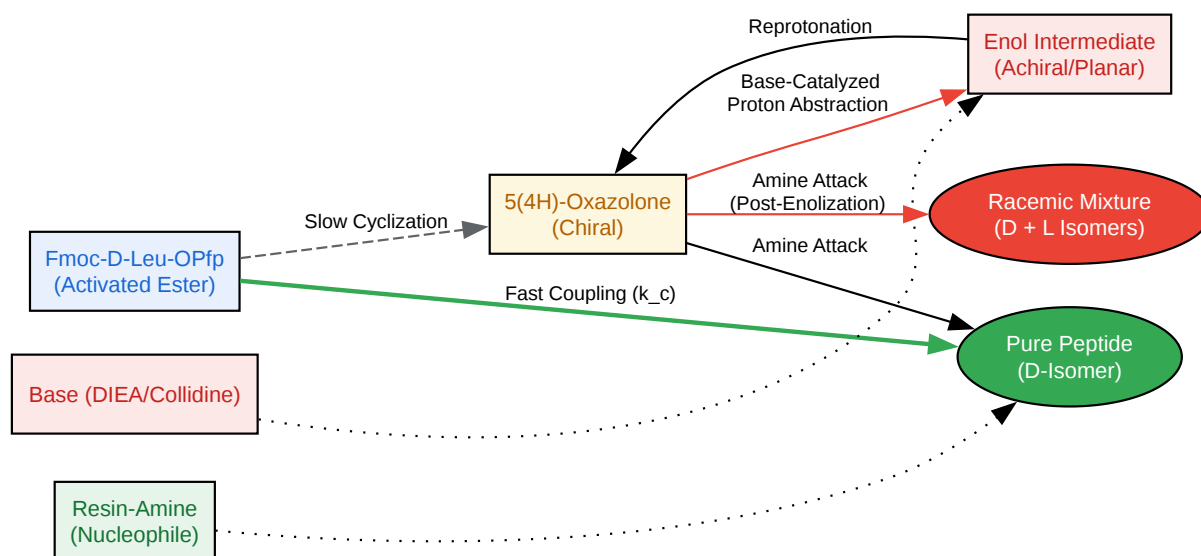 Reprotonation
Enol Intermediate
(Achiral/Planar)
Base-Catalyzed
Proton Abstraction
5(4H)-Oxazolone
(Chiral)
Amine Attack
(Post-Enolization)
Racemic Mixture
(D + L Isomers)
Slow Cyclization
Amine Attack
Fmoc-D-Leu-OPfp
(Activated Ester)
Fast Coupling (k_c)
Pure Peptide
(D-Isomer)
Base (DIEA/Collidine)
Resin-Amine
(Nucleophile)